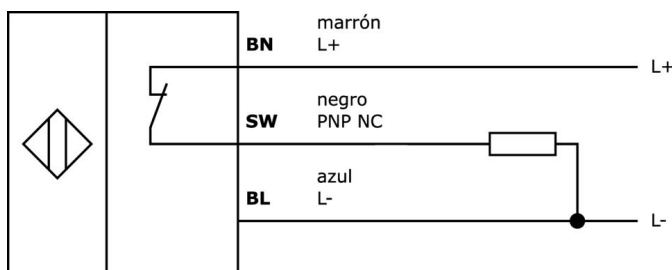 marrón
BN L+
L+
negro
SW PNP NC
azul
BL L-
L-